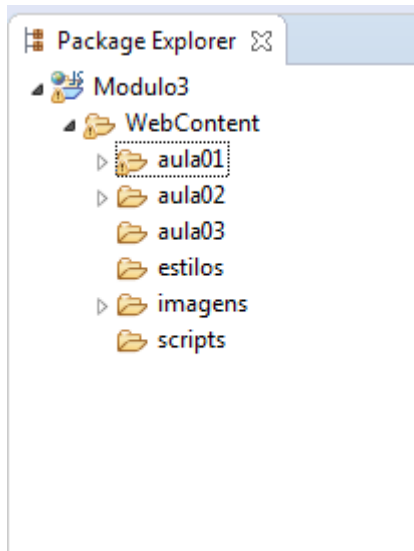 Package Explorer
Modulo3
WebContent
aula01
aula02
aula03
estilos
imagens
scripts